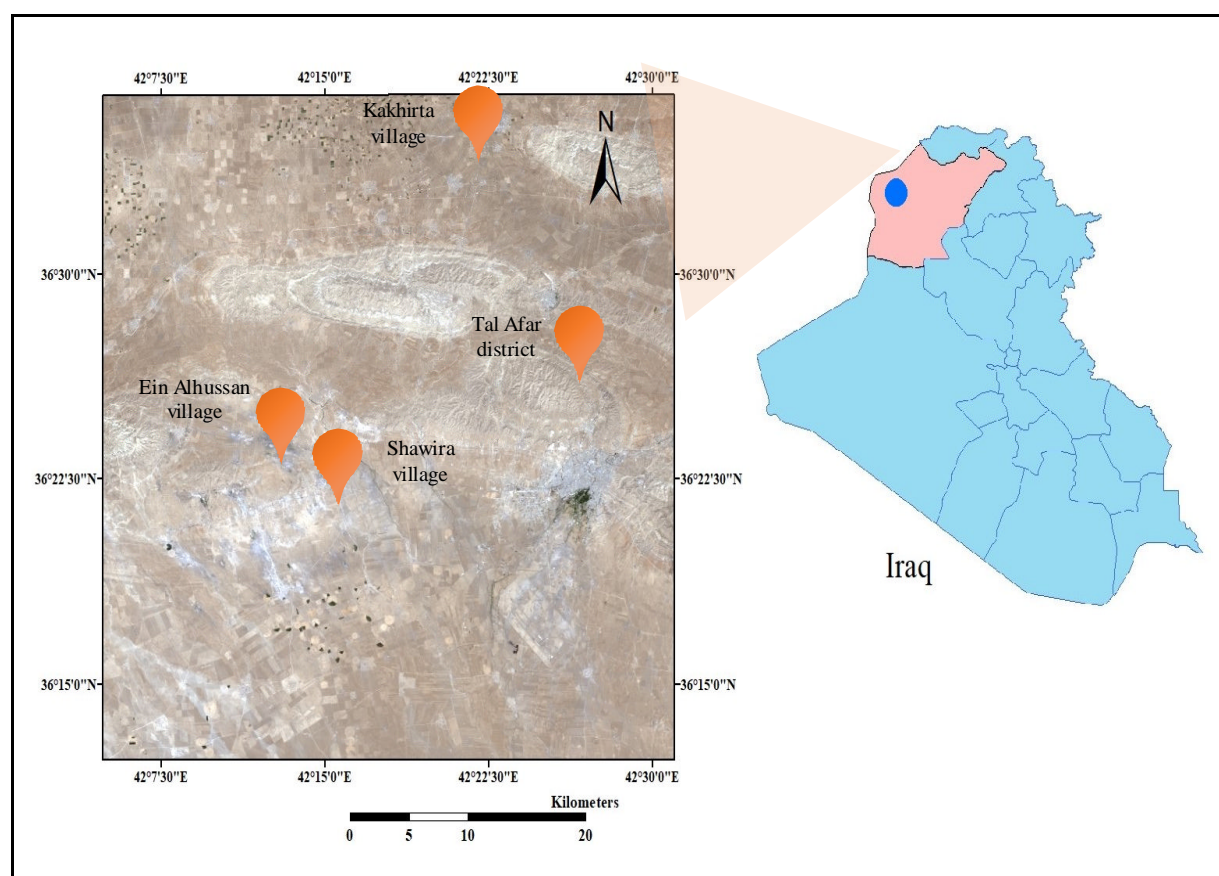 42°7'30"E 42°15'0"E 42°22'30"E 42°30'0"E
Kakhirta
village
N
36°30'0"N 36°30'0"N
Tal Afar
district
Ein Alhussan
village
Shawira
village
36°22'30"N 36°22'30"N
Iraq
36°15'0"N 36°15'0"N
42°7'30"E 42°15'0"E 42°22'30"E 42°30'0"E
Kilometers
0 5 10 20